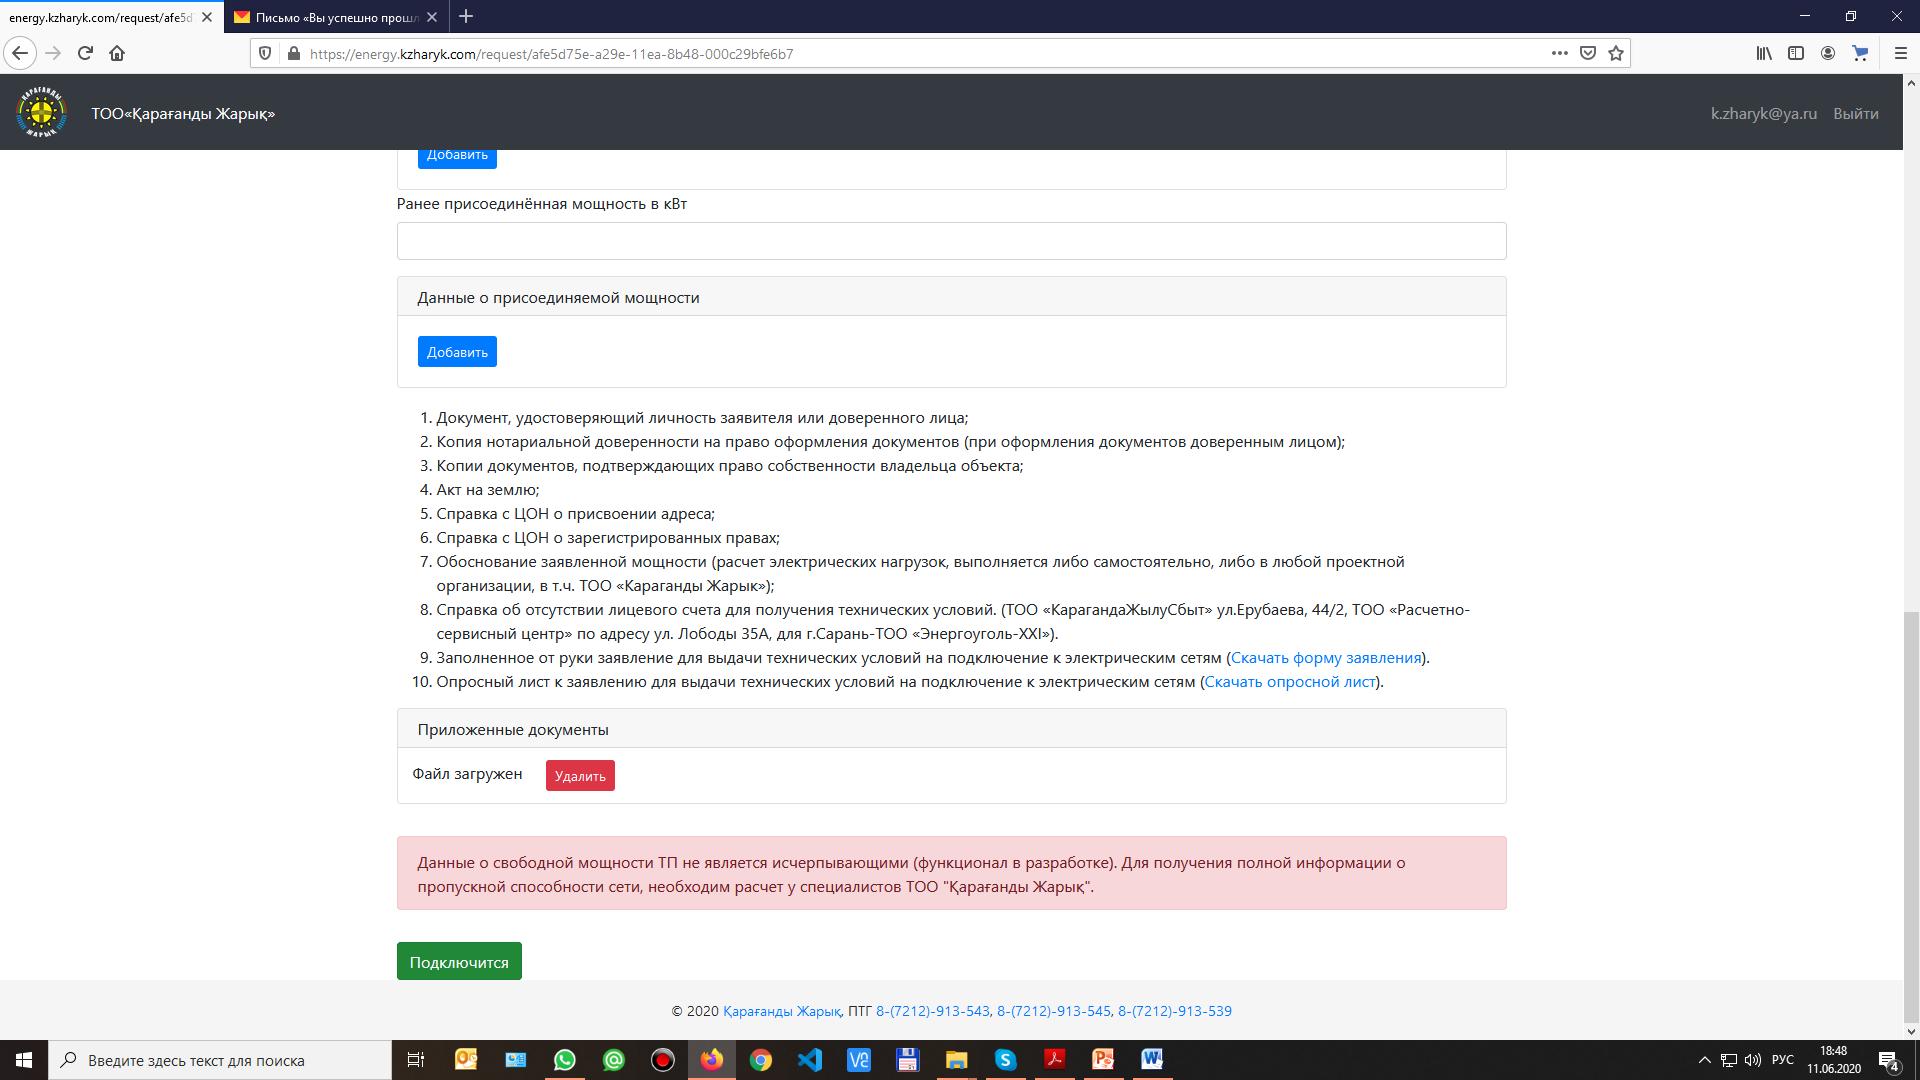 energy.kzharyk.com/request/afe5d
Письмо «Вы успешно прошл
https://energy.kzharyk.com/request/afe5d75e-a29e-11ea-8b48-000c29bfe6b7
ҚАРАҒАНДЫ
ЖАРЫҚ
ТОО«Қарағанды Жарық»
k.zharyk@ya.ru
Выйти
Добавить
Ранее присоединённая мощность в кВт
Данные о присоединяемой мощности
Добавить
1. Документ, удостоверяющий личность заявителя или доверенного лица;
2. Копия нотариальной доверенности на право оформления документов (при оформления документов доверенным лицом);
3. Копии документов, подтверждающих право собственности владельца объекта;
4. Акт на землю;
5. Справка с ЦОН о присвоении адреса;
6. Справка с ЦОН о зарегистрированных правах;
7. Обоснование заявленной мощности (расчет электрических нагрузок, выполняется либо самостоятельно, либо в любой проектной
организации, в т.ч. ТОО «Караганды Жарык»);
8. Справка об отсутствии лицевого счета для получения технических условий. (ТОО «КарагандаЖылуСбыт» ул.Ерубаева, 44/2, ТОО «Расчетно-
сервисный центр» по адресу ул. Лободы 35А, для г.Сарань-ТОО «Энергоуголь-XXI»).
9. Заполненное от руки заявление для выдачи технических условий на подключение к электрическим сетям (Скачать форму заявления).
10. Опросный лист к заявлению для выдачи технических условий на подключение к электрическим сетям (Скачать опросной лист).
Приложенные документы
Файл загружен
Удалить
Данные о свободной мощности ТП не является исчерпывающими (функционал в разработке). Для получения полной информации о
пропускной способности сети, необходим расчет у специалистов ТОО "Қарағанды Жарық".
Подключится
© 2020 Қарағанды Жарық, ПТГ 8-(7212)-913-543, 8-(7212)-913-545, 8-(7212)-913-539
Введите здесь текст для поиска
РУС
18:48
11.06.2020
4